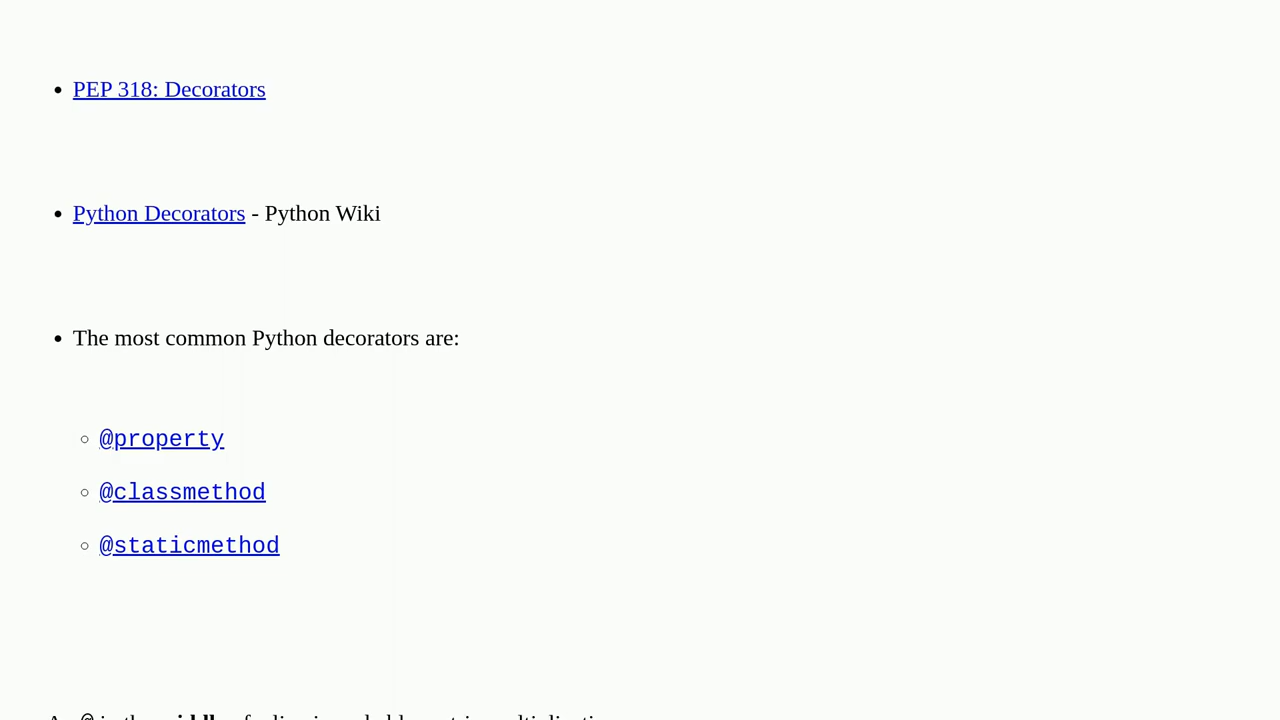 PEP 318: Decorators
Python Decorators - Python Wiki
The most common Python decorators are:
@property
@classmethod
@staticmethod